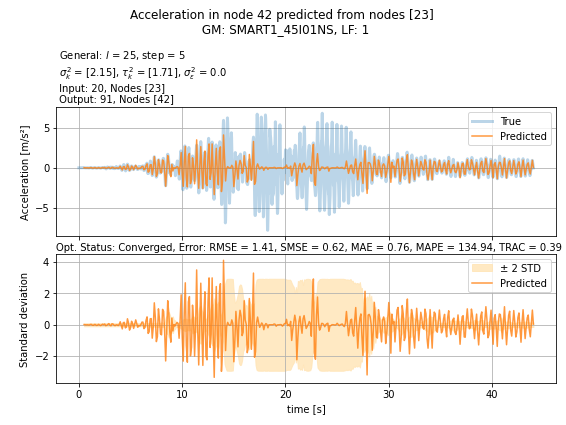 Acceleration in node 42 predicted from nodes [23]
GM: SMART1_45I01NS, LF: 1
General: l = 25, step = 5
σ²ₖ = [2.15], τ²ₖ = [1.71], σ²ε = 0.0
Input: 20, Nodes [23]
Output: 91, Nodes [42]
True
Predicted
Acceleration [m/s²]
5
0
−5
Opt. Status: Converged, Error: RMSE = 1.41, SMSE = 0.62, MAE = 0.76, MAPE = 134.94, TRAC = 0.39
± 2 STD
Predicted
Standard deviation
4
2
0
−2
0 10 20 30 40
time [s]